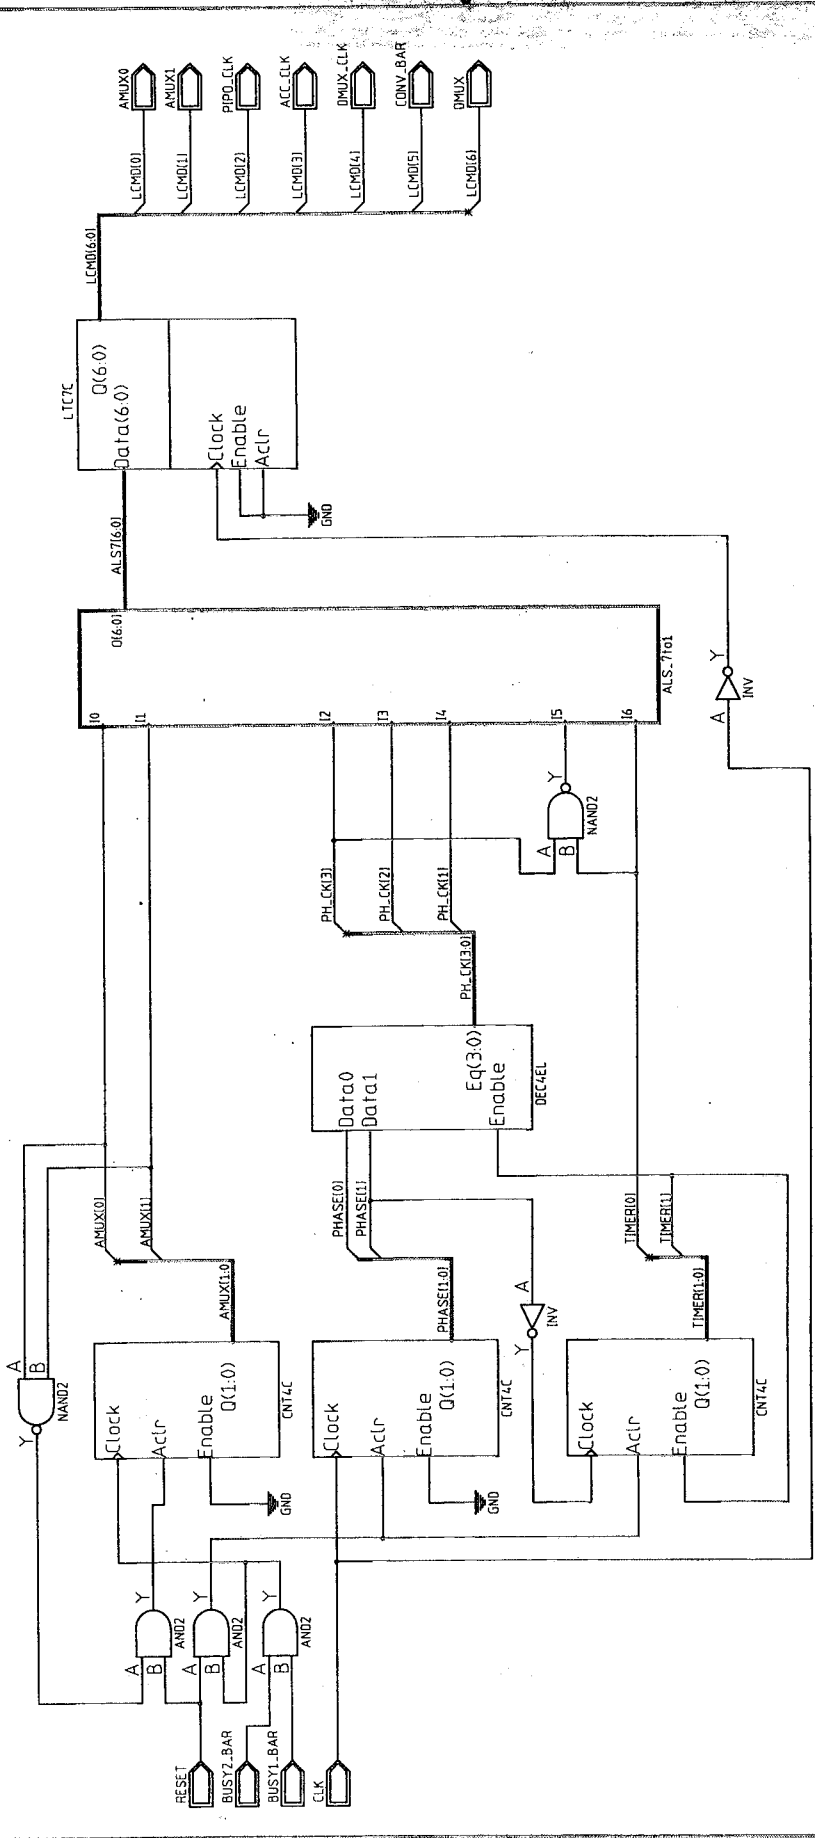 RESET
BUSY2_BAR
BUSY1_BAR
CLK
A
B
Y
AND2
A
B
Y
AND2
A
B
Y
AND2
A
B
Y
NAND2
Clock
Aclr
Enable
Q(1:0)
CNT4C
GND
Clock
Aclr
Enable
Q(1:0)
CNT4C
GND
Clock
Aclr
Enable
Q(1:0)
CNT4C
AMUX[1:0]
AMUX[0]
AMUX[1]
PHASE[1:0]
PHASE[0]
PHASE[1]
A
Y
INV
TIMER[1:0]
TIMER[0]
TIMER[1]
Data0
Data1
Eq(3:0)
Enable
DEC4EL
PH_CK[3:0]
PH_CK[3]
PH_CK[2]
PH_CK[1]
A
B
Y
NAND2
I0
I1
I2
I3
I4
I5
I6
O[6:0]
ALS_7to1
A
Y
INV
ALS7[6:0]
LTC7C
Data(6:0)
Q(6:0)
Clock
Enable
Aclr
GND
LCMD[6:0]
LCMD[0]
AMUX0
LCMD[1]
AMUX1
LCMD[2]
PIPO_CLK
LCMD[3]
ACC_CLK
LCMD[4]
DMUX_CLK
LCMD[5]
CONV_BAR
LCMD[6]
DMUX